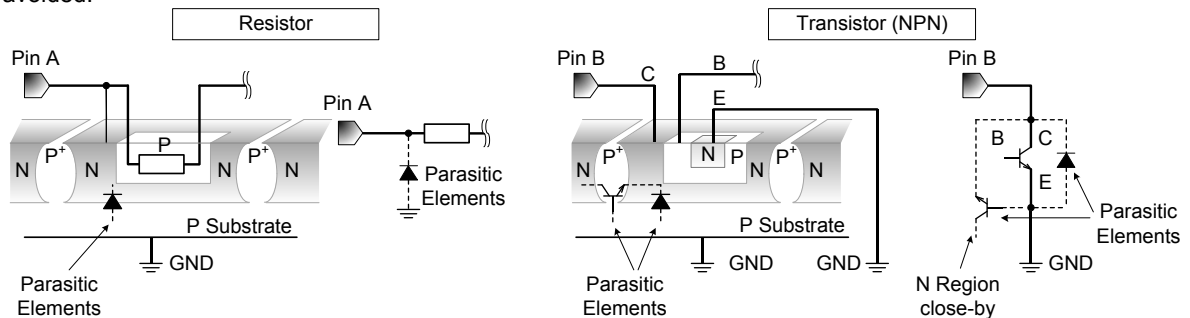 avoided.
Resistor
Transistor (NPN)
Pin A
Pin A
N
P+
N
P
N
P+
N
Parasitic
Elements
P Substrate
GND
Parasitic
Elements
Pin B
C
B
E
N
P+
N
N
P
N
P+
N
P Substrate
GND
GND
Parasitic
Elements
Pin B
B
C
E
Parasitic
Elements
GND
N Region
close-by